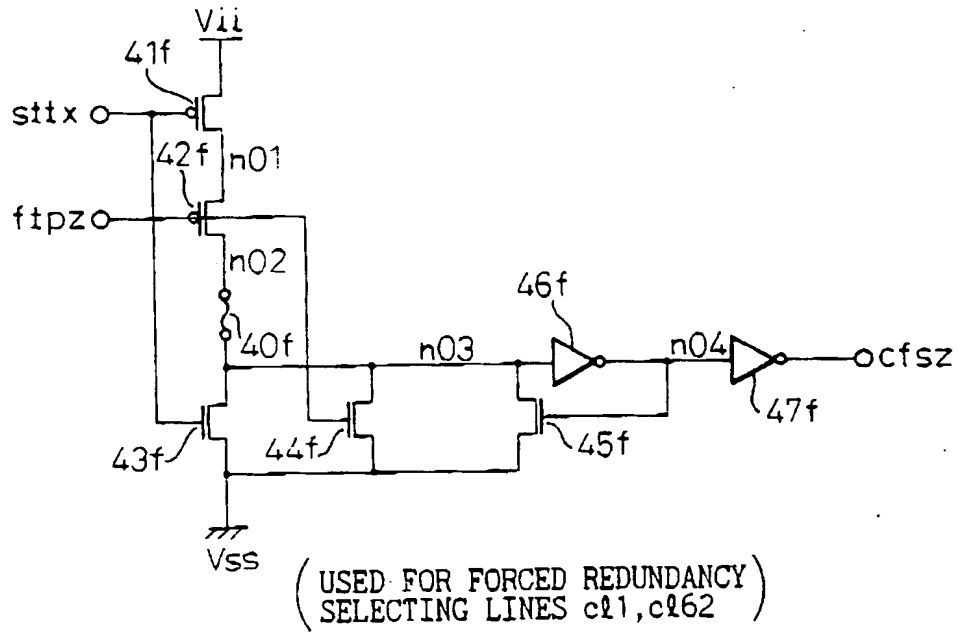 Vii
41f
sttx
42f
n01
ftpz
n02
46f
40f
n03
n04
cfsz
47f
43f
44f
45f
Vss
(USED FOR FORCED REDUNDANCY
SELECTING LINES cℓ1,cℓ62)